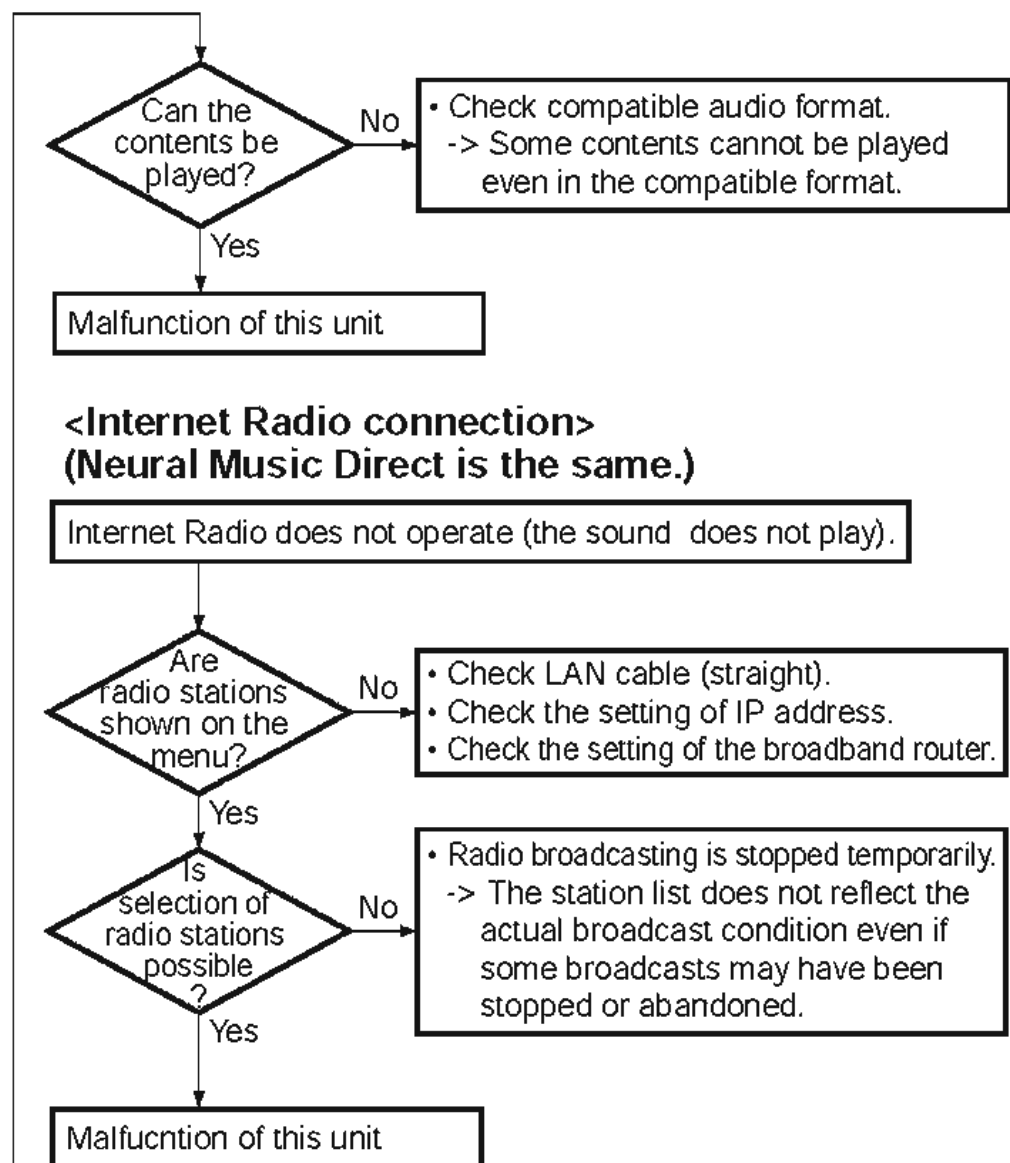 Can the
contents be
played?
No
• Check compatible audio format.
-> Some contents cannot be played
even in the compatible format.
Yes
Malfunction of this unit
<Internet Radio connection>
(Neural Music Direct is the same.)
Internet Radio does not operate (the sound does not play).
Are
radio stations
shown on the
menu?
No
• Check LAN cable (straight).
• Check the setting of IP address.
• Check the setting of the broadband router.
Yes
Is
selection of
radio stations
possible
?
No
• Radio broadcasting is stopped temporarily.
-> The station list does not reflect the
actual broadcast condition even if
some broadcasts may have been
stopped or abandoned.
Yes
Malfucntion of this unit